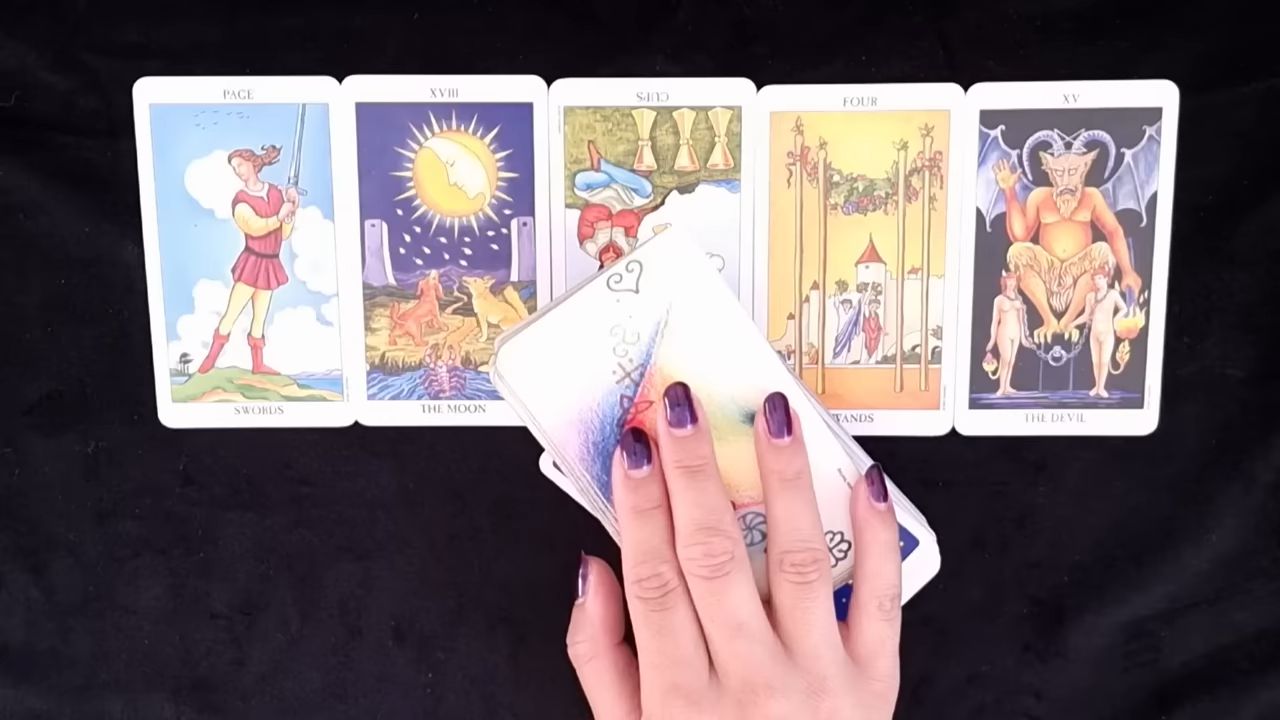 PAGE
SWORDS
XVIII
THE MOON
CUPS
FOUR
WANDS
XV
THE DEVIL